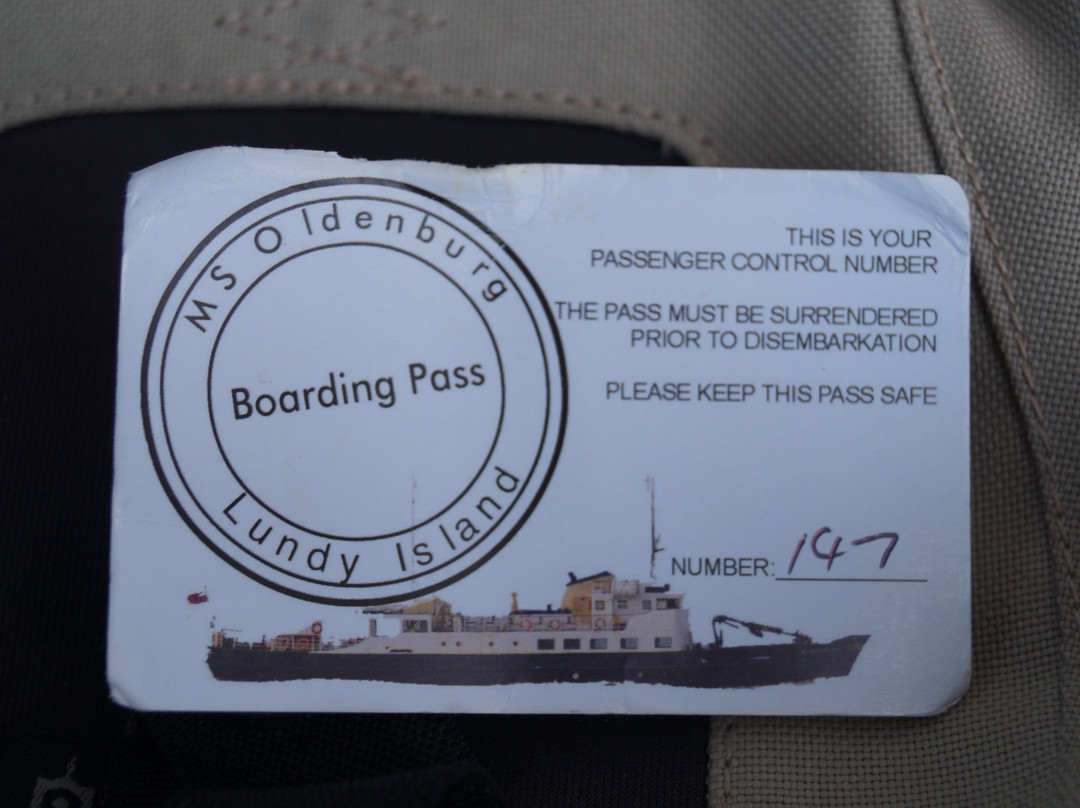 MS Oldenburg
Boarding Pass
Lundy Island
THIS IS YOUR
PASSENGER CONTROL NUMBER
THE PASS MUST BE SURRENDERED
PRIOR TO DISEMBARKATION
PLEASE KEEP THIS PASS SAFE
NUMBER: 147